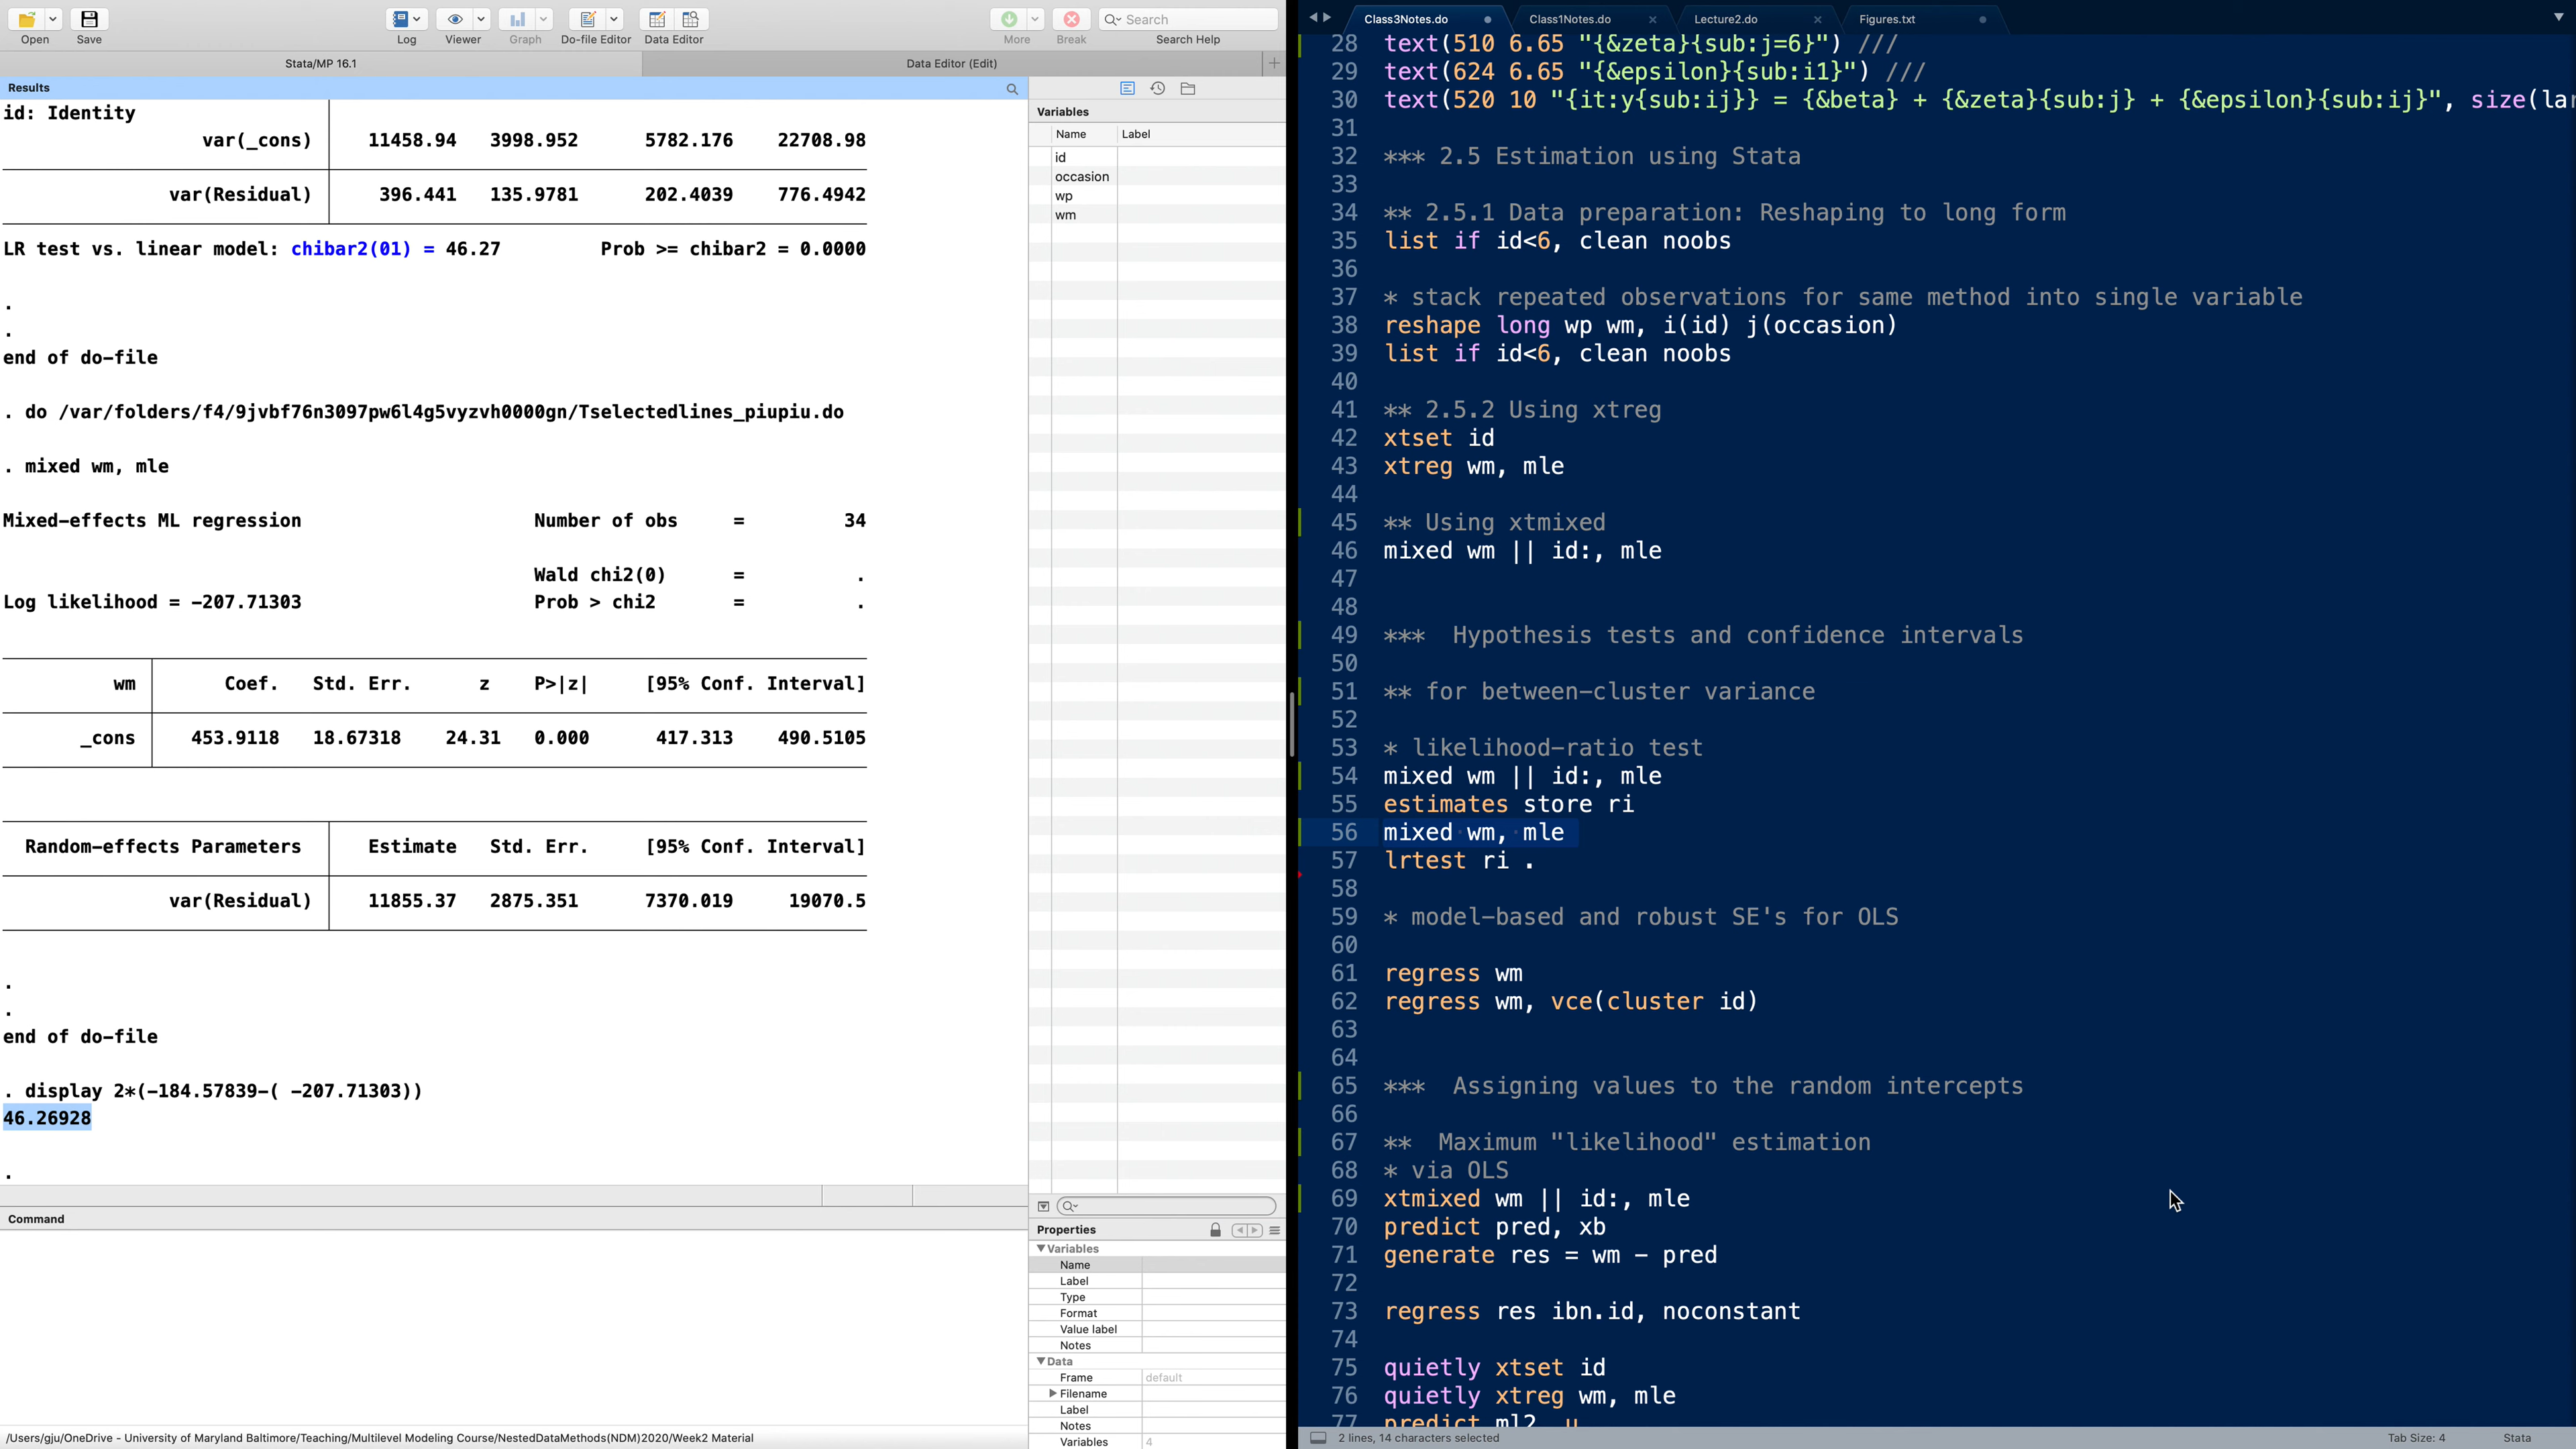 Open
Save
Log
Viewer
Graph
Do-file Editor
Data Editor
More
Break
Search
Search Help
Stata/MP 16.1
Data Editor (Edit)
Results
id: Identity
var(_cons) 11458.94 3998.952 5782.176 22708.98
var(Residual) 396.441 135.9781 202.4039 776.4942
LR test vs. linear model: chibar2(01) = 46.27 Prob >= chibar2 = 0.0000
.
.
end of do-file
. do /var/folders/f4/9jvbf76n3097pw6l4g5vyzvh0000gn/Tselectedlines_piupiu.do
. mixed wm, mle
Mixed-effects ML regression Number of obs = 34
Wald chi2(0) = .
Log likelihood = -207.71303 Prob > chi2 = .
wm Coef. Std. Err. z P>|z| [95% Conf. Interval]
_cons 453.9118 18.67318 24.31 0.000 417.313 490.5105
Random-effects Parameters Estimate Std. Err. [95% Conf. Interval]
var(Residual) 11855.37 2875.351 7370.019 19070.5
.
.
end of do-file
. display 2*(-184.57839-( -207.71303))
46.26928
.
Command
/Users/gju/OneDrive - University of Maryland Baltimore/Teaching/Multilevel Modeling Course/NestedDataMethods(NDM)2020/Week2 Material
Variables
Name Label
id
occasion
wp
wm
Properties
Variables
Name
Label
Type
Format
Value label
Notes
Data
Frame default
Filename
Label
Notes
Variables 4
Class3Notes.do
Class1Notes.do
Lecture2.do
Figures.txt
28 text(510 6.65 "{&zeta}{sub:j=6}") ///
29 text(624 6.65 "{&epsilon}{sub:i1}") ///
30 text(520 10 "{it:y{sub:ij}} = {&beta} + {&zeta}{sub:j} + {&epsilon}{sub:ij}", size(la
31
32 *** 2.5 Estimation using Stata
33
34 ** 2.5.1 Data preparation: Reshaping to long form
35 list if id<6, clean noobs
36
37 * stack repeated observations for same method into single variable
38 reshape long wp wm, i(id) j(occasion)
39 list if id<6, clean noobs
40
41 ** 2.5.2 Using xtreg
42 xtset id
43 xtreg wm, mle
44
45 ** Using xtmixed
46 mixed wm || id:, mle
47
48
49 *** Hypothesis tests and confidence intervals
50
51 ** for between-cluster variance
52
53 * likelihood-ratio test
54 mixed wm || id:, mle
55 estimates store ri
56 mixed wm, mle
57 lrtest ri .
58
59 * model-based and robust SE's for OLS
60
61 regress wm
62 regress wm, vce(cluster id)
63
64
65 *** Assigning values to the random intercepts
66
67 ** Maximum "likelihood" estimation
68 * via OLS
69 xtmixed wm || id:, mle
70 predict pred, xb
71 generate res = wm - pred
72
73 regress res ibn.id, noconstant
74
75 quietly xtset id
76 quietly xtreg wm, mle
77 predict ml2, u
2 lines, 14 characters selected
Tab Size: 4
Stata